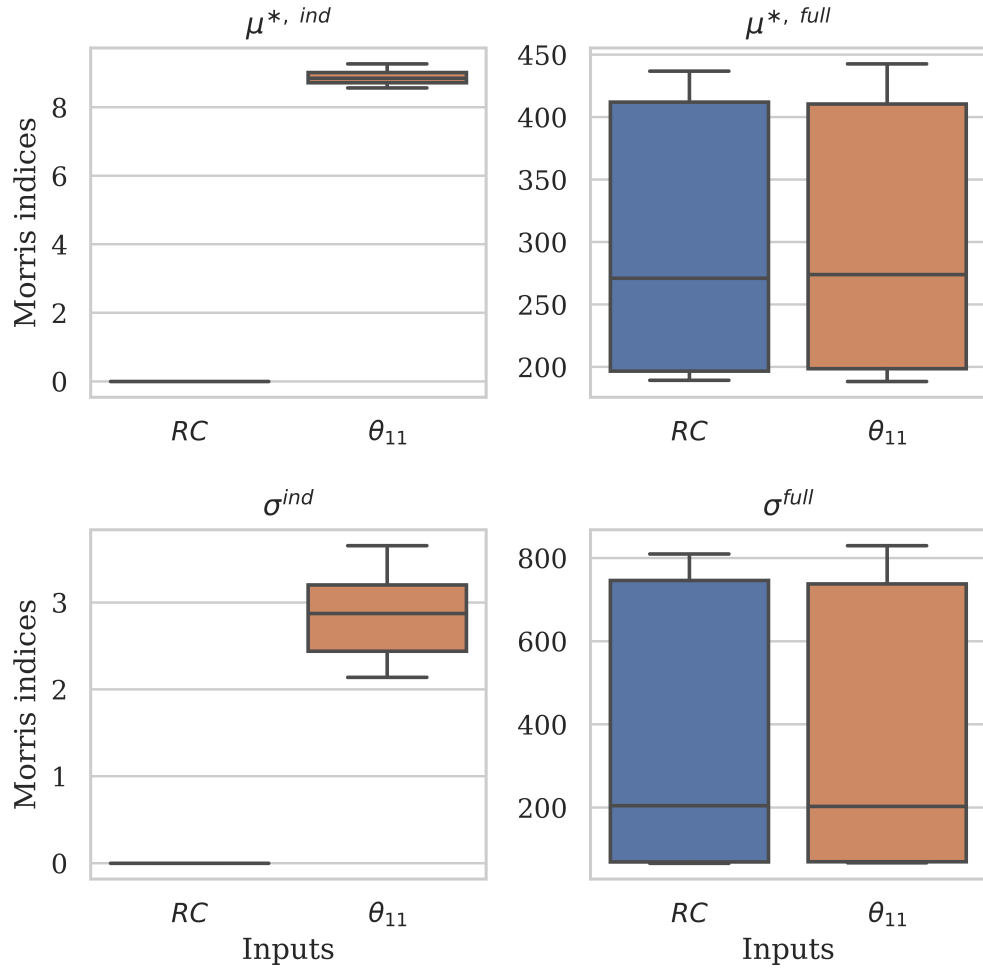 μ*, ind
μ*, full
Morris indices
8
6
4
2
0
RC
θ11
450
400
350
300
250
200
RC
θ11
σind
σfull
Morris indices
3
2
1
0
RC
θ11
Inputs
800
600
400
200
RC
θ11
Inputs